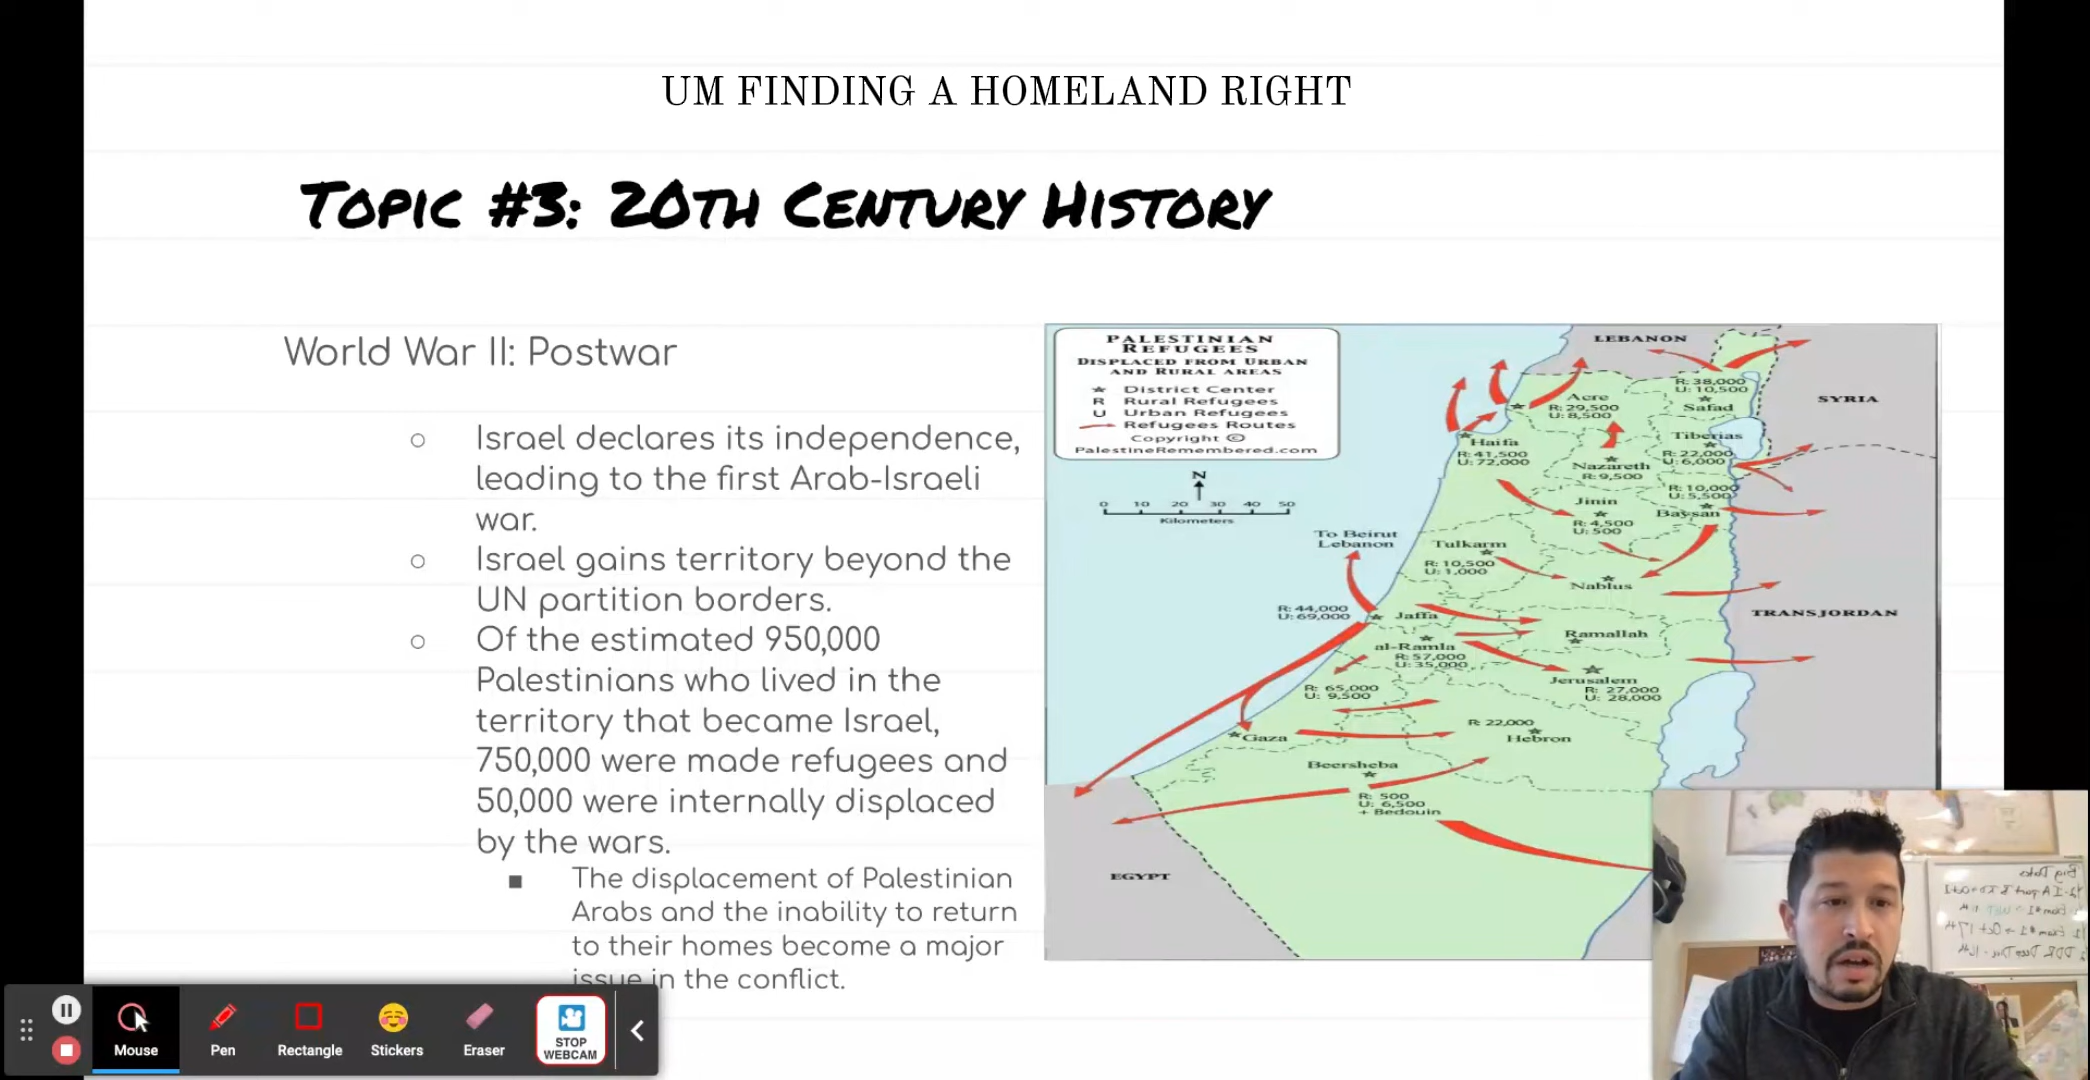 UM FINDING A HOMELAND RIGHT
TOPIC #3: 20TH CENTURY HISTORY
World War II: Postwar
Israel declares its independence,
leading to the first Arab-Israeli
war.
Israel gains territory beyond the
UN partition borders.
Of the estimated 950,000
Palestinians who lived in the
territory that became Israel,
750,000 were made refugees and
50,000 were internally displaced
by the wars.
The displacement of Palestinian
Arabs and the inability to return
to their homes become a major
issue in the conflict.
PALESTINIAN
REFUGEES
DISPLACED FROM URBAN
AND RURAL AREAS
District Center
R Rural Refugees
U Urban Refugees
Refugees Routes
Copyright ©
PalestineRemembered.com
N
0 10 20 30 40 50
Kilometers
LEBANON
SYRIA
R: 38,000
U: 10,500
Safad
Acre
R: 29,500
U: 8,500
Haifa
R: 41,500
U: 72,000
Tiberias
R: 22,000
U: 6,000
Nazareth
R: 9,500
R: 10,000
U: 5,500
Baysan
Jinin
R: 4,500
U: 500
To Beirut
Lebanon
Tulkarm
R: 10,500
U: 1,000
Nablus
TRANSJORDAN
R: 44,000
U: 69,000
Jaffa
Ramallah
al-Ramla
R: 57,000
U: 35,000
Jerusalem
R: 27,000
U: 28,000
R: 65,000
U: 9,500
Gaza
R: 22,000
Hebron
Beersheba
R: 500
U: 6,500
+ Bedouin
EGYPT
Big Data
Mouse
Pen
Rectangle
Stickers
Eraser
STOP
WEBCAM